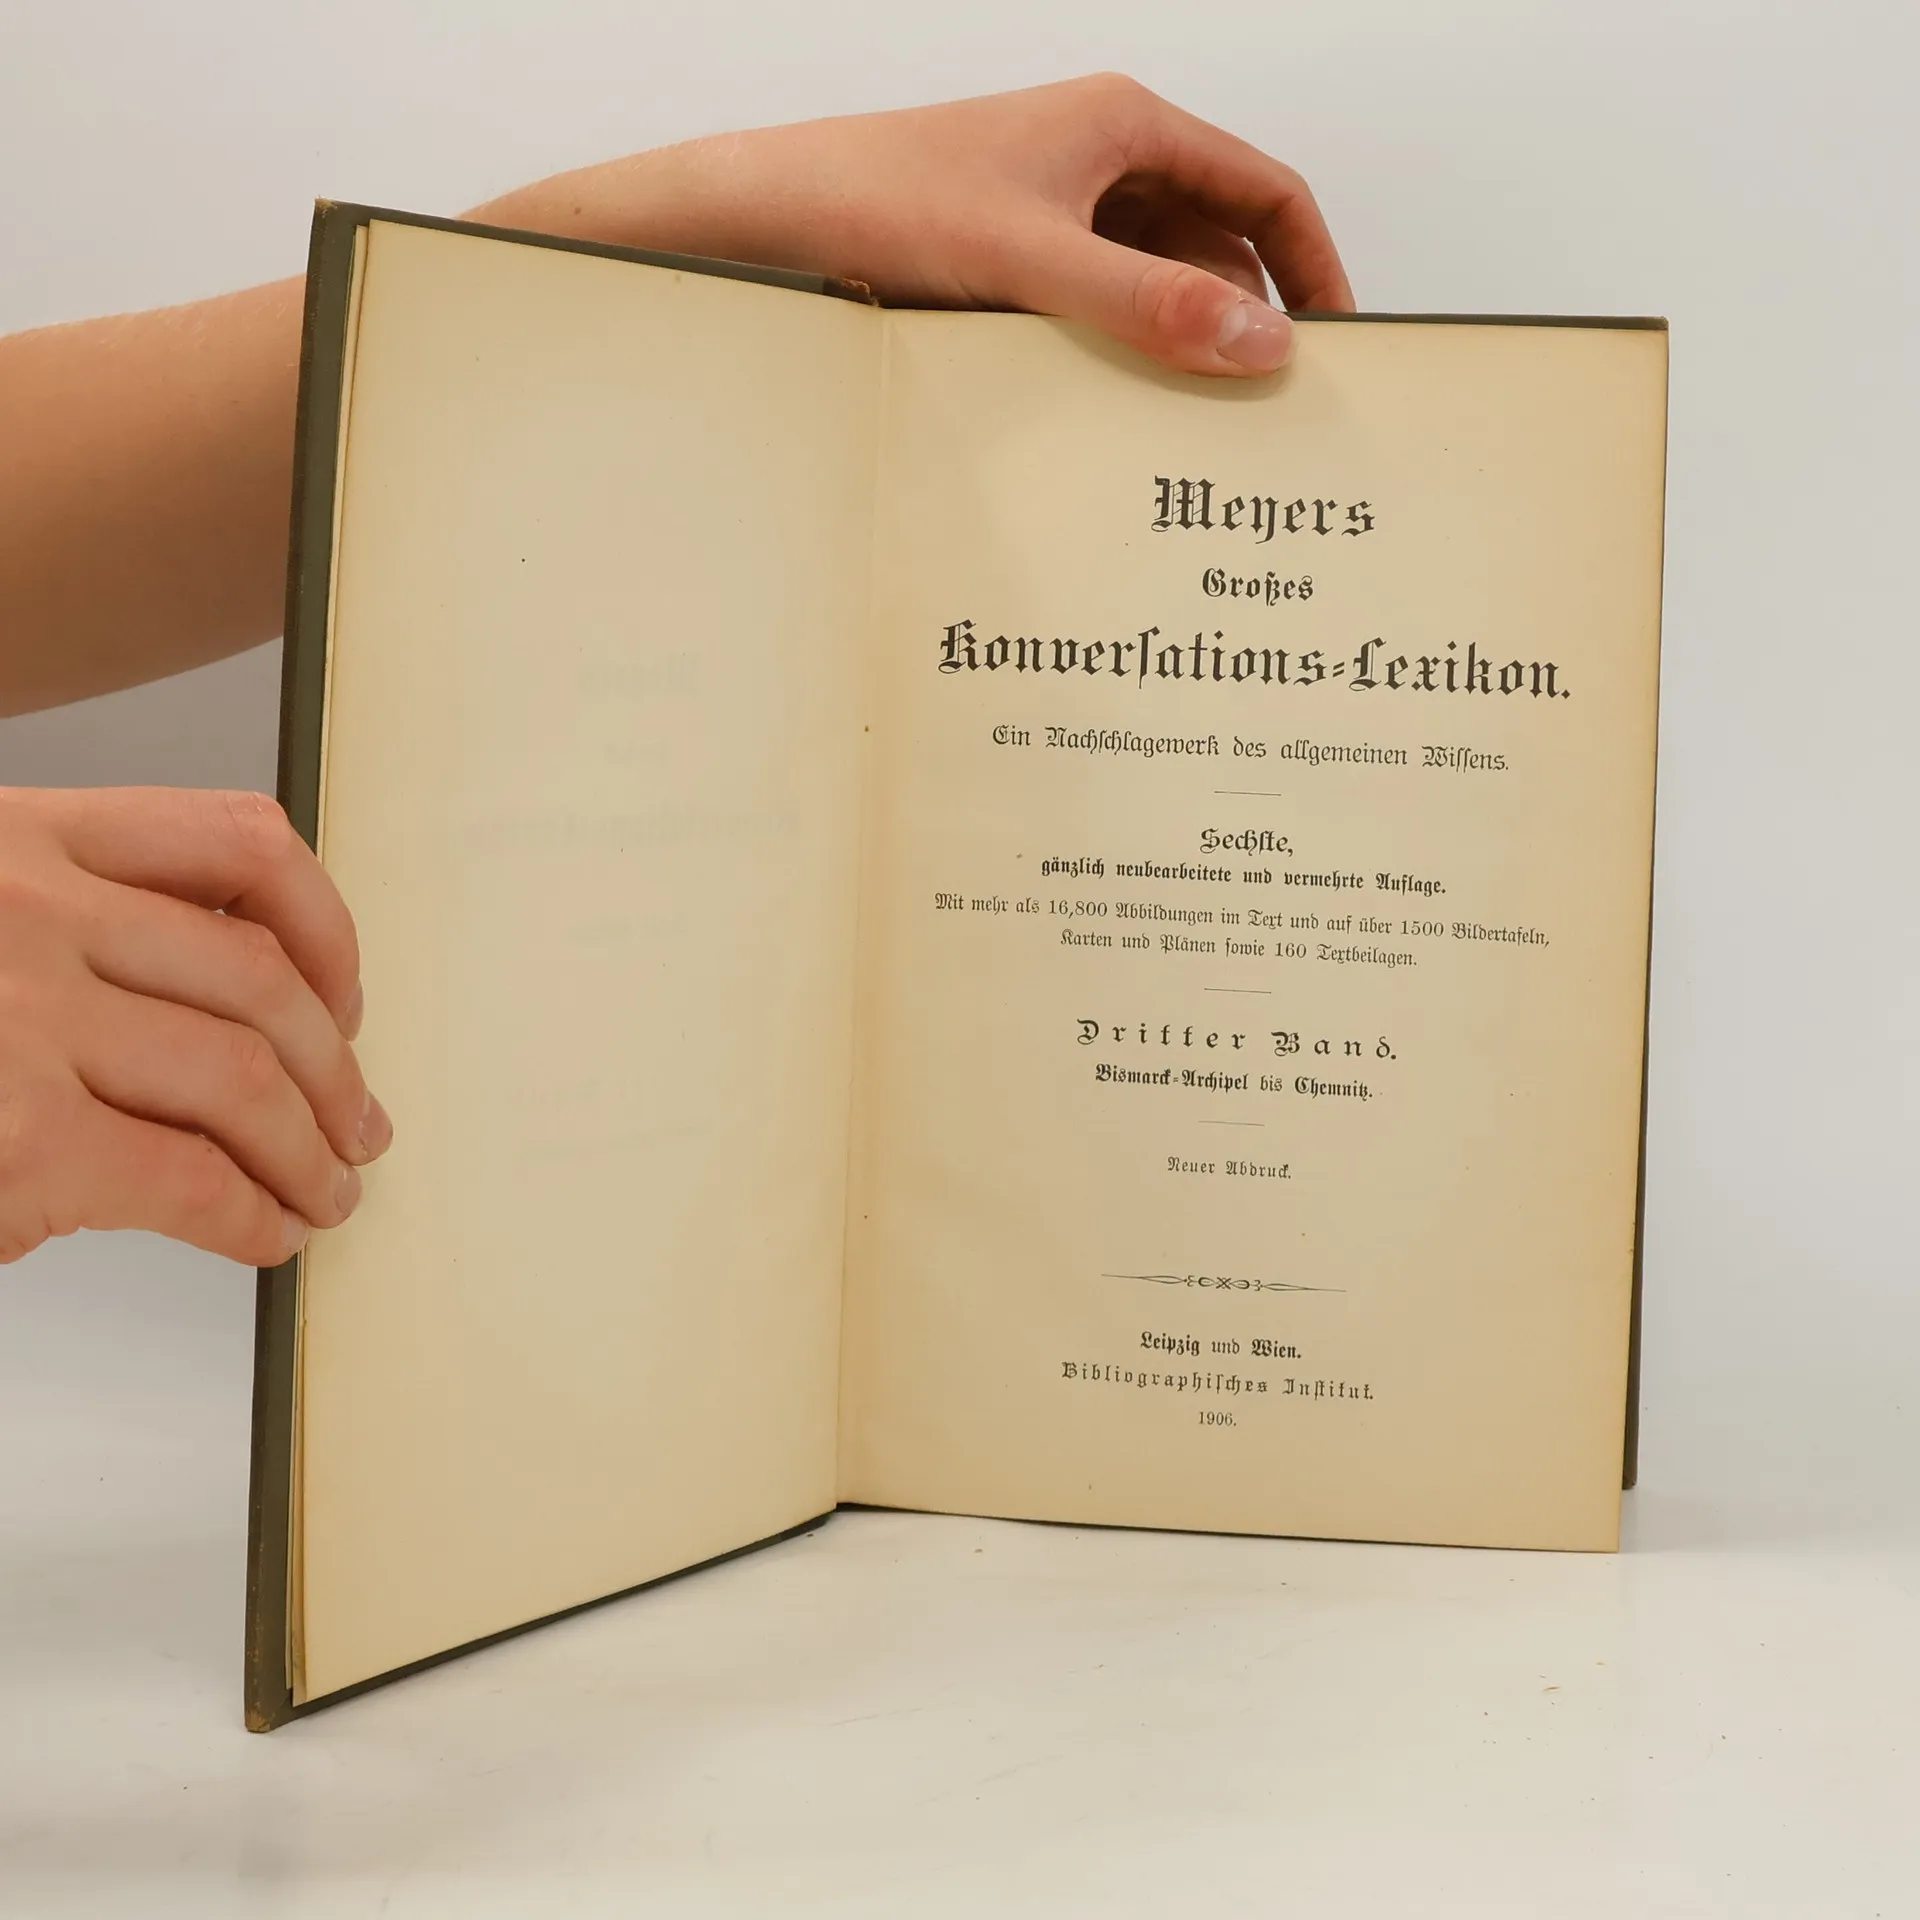 Meyers
Großes
Konverſations-Lexikon.
Ein Nachſchlagewerk des allgemeinen Wiſſens.
Sechſte,
gänzlich neubearbeitete und vermehrte Auflage.
Mit mehr als 16,800 Abbildungen im Text und auf über 1500 Bildertafeln,
Karten und Plänen ſowie 160 Textbeilagen.
Dritter Band.
Bismarck-Archipel bis Chemnitz.
Neuer Abdruck.
Leipzig und Wien.
Bibliographiſches Inſtitut.
1906.